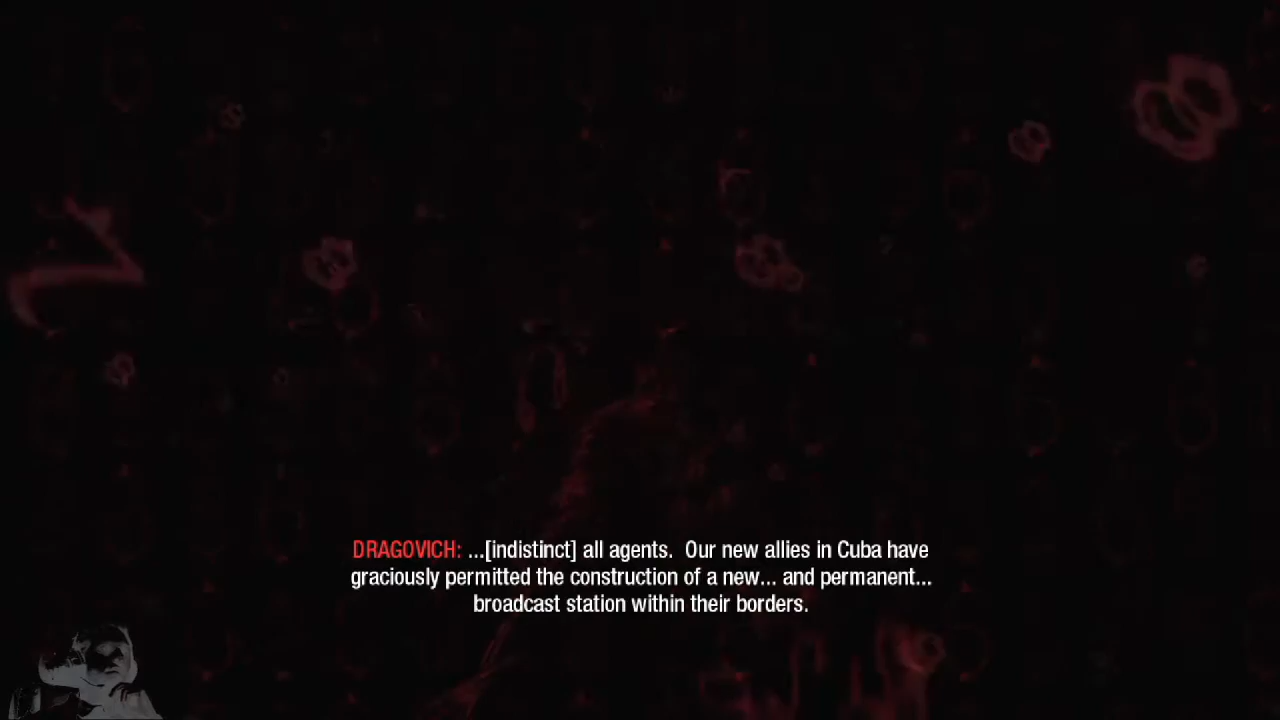 DRAGOVICH: ...[indistinct] all agents.  Our new allies in Cuba have
graciously permitted the construction of a new... and permanent...
broadcast station within their borders.